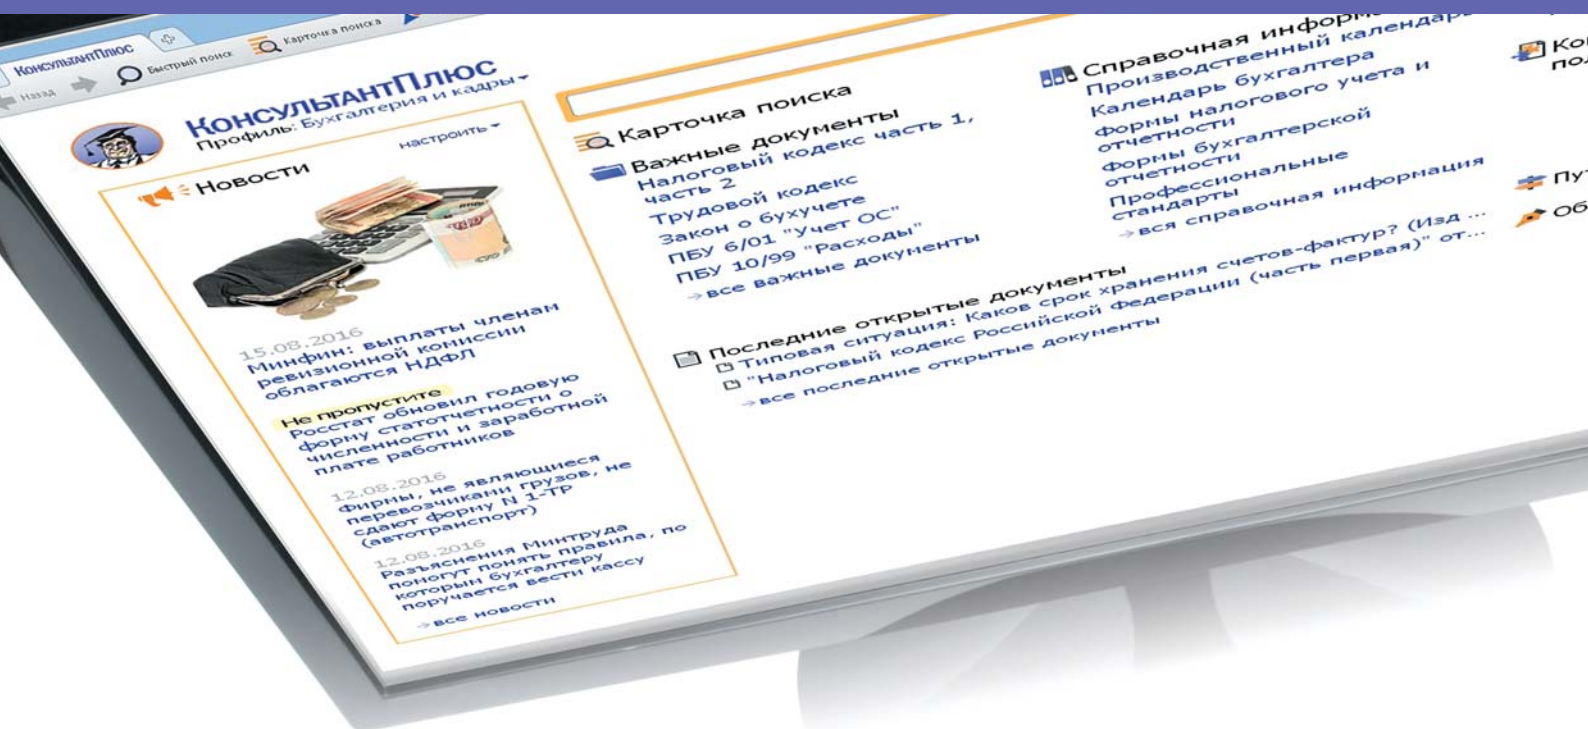 КонсультантПлюс
Назад
Быстрый поиск
Карточка поиска
КонсультантПлюс
Профиль: Бухгалтерия и кадры
настроить
Новости
15.08.2016
Минфин: выплаты членам
ревизионной комиссии
облагаются НДФЛ
Не пропустите
Росстат обновил годовую
форму статотчетности о
численности и заработной
плате работников
12.08.2016
Фирмы, не являющиеся
перевозчиками грузов, не
сдают форму N 1-ТР
(автотранспорт)
12.08.2016
Разъяснения Минтруда
помогут понять правила, по
которым бухгалтеру
поручается вести кассу
→все новости
Карточка поиска
Важные документы
Налоговый кодекс часть 1,
часть 2
Трудовой кодекс
Закон о бухучете
ПБУ 6/01 "Учет ОС"
ПБУ 10/99 "Расходы"
→все важные документы
Последние открытые документы
Типовая ситуация: Каков срок хранения счетов-фактур? (Изд ...
"Налоговый кодекс Российской Федерации (часть первая)" от...
→все последние открытые документы
Справочная
Производственный календарь
Календарь бухгалтера
Формы налогового учета и
отчетности
Формы бухгалтерской
отчетности
Профессиональные
стандарты
→вся справочная информация